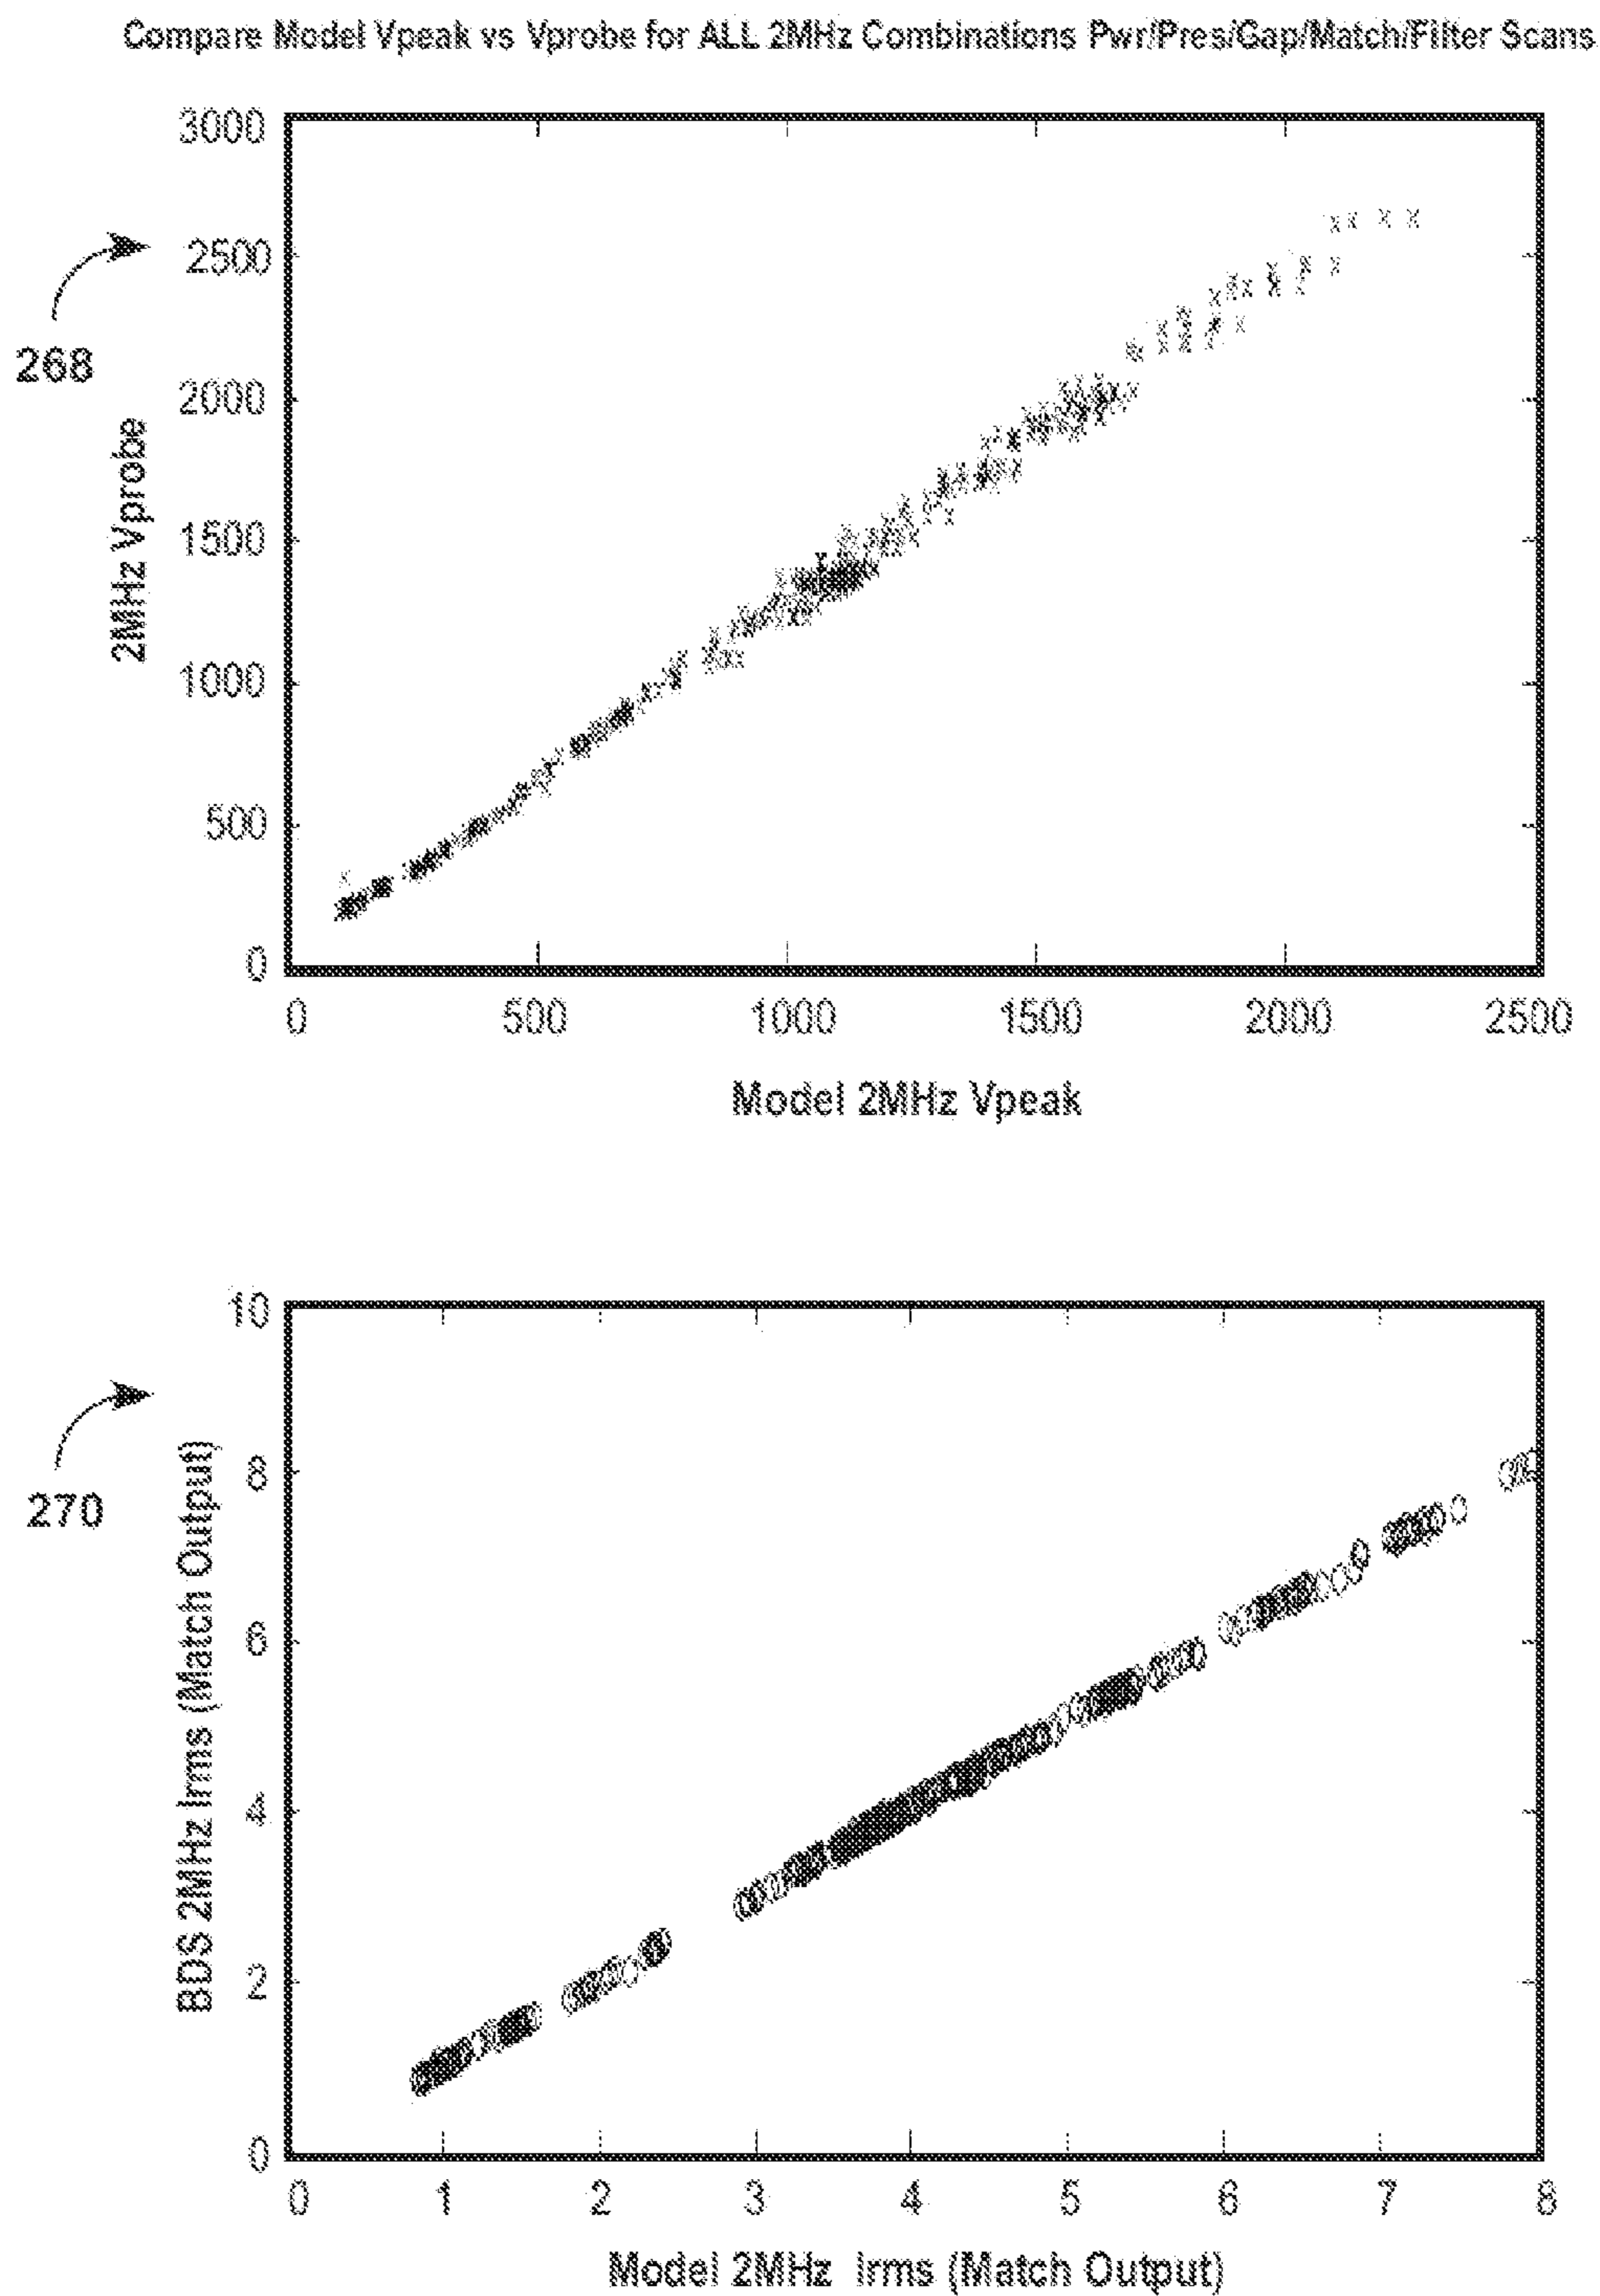 Compare Model Vpeak vs Vprobe for ALL 2MHz Combinations Pwr/Pres/Gap/Match/Filter Scans
3000
2500
2000
1500
1000
500
0
268
2MHz Vprobe
0 500 1000 1500 2000 2500
Model 2MHz Vpeak
10
8
6
4
2
0
270
BDS 2MHz Irms (Match Output)
0 1 2 3 4 5 6 7 8
Model 2MHz Irms (Match Output)